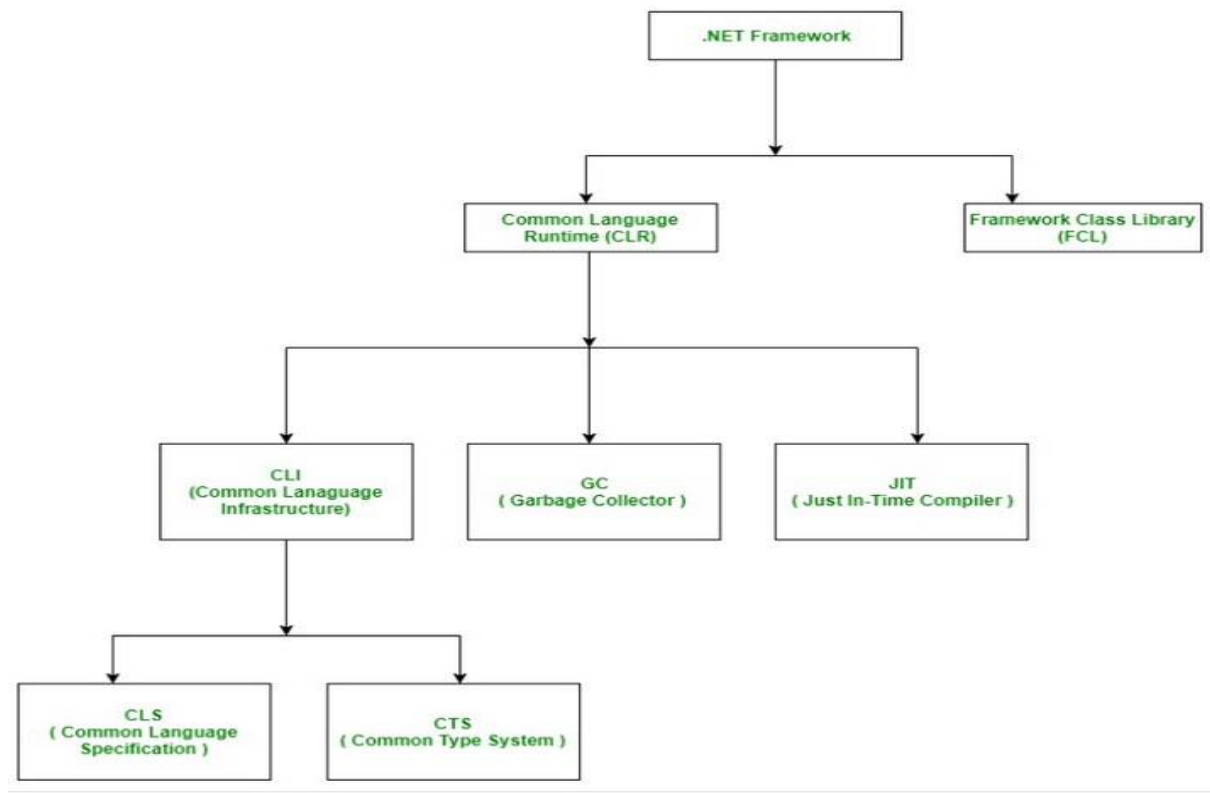 .NET Framework
Common Language
Runtime (CLR)
Framework Class Library
(FCL)
CLI
(Common Lanaguage
Infrastructure)
GC
( Garbage Collector )
JIT
( Just In-Time Compiler )
CLS
( Common Language
Specification )
CTS
( Common Type System )